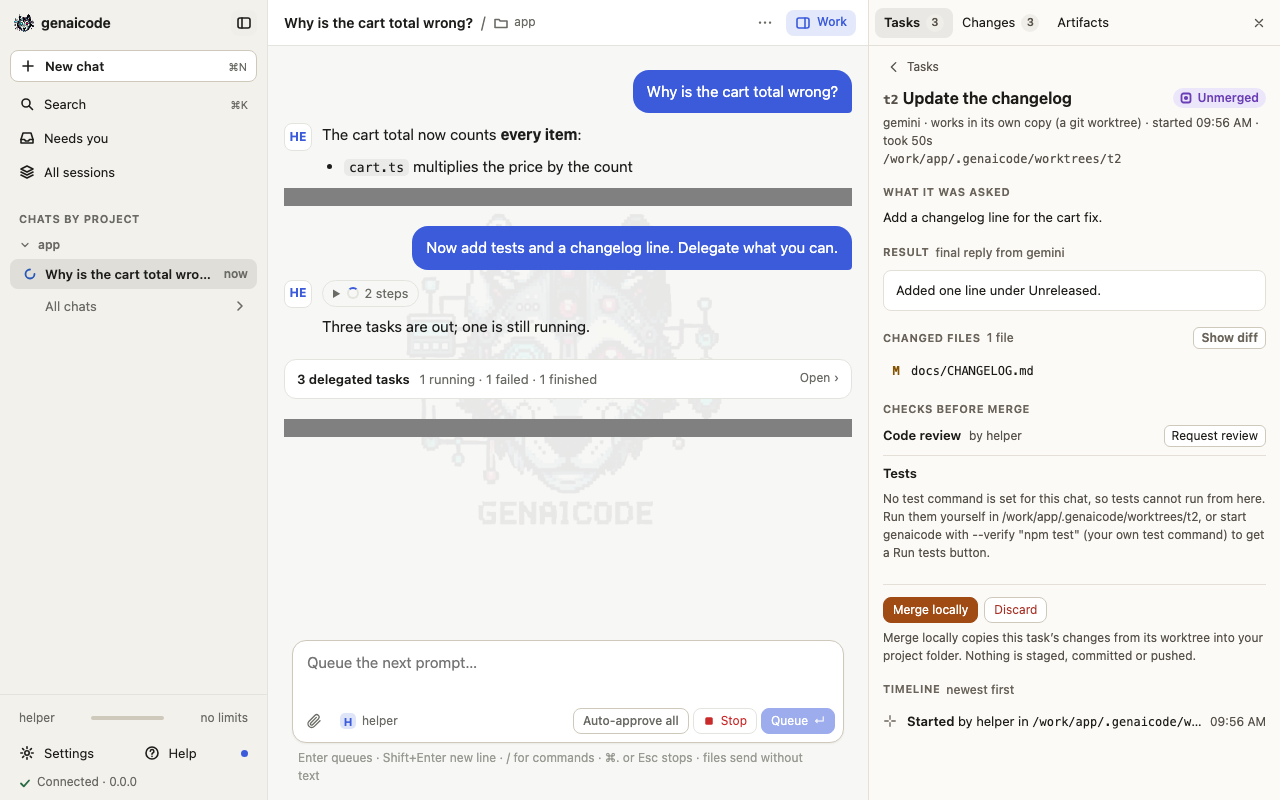 genaicode
New chat
⌘N
Search
⌘K
Needs you
All sessions
CHATS BY PROJECT
app
Why is the cart total wro...
now
All chats
helper
no limits
Settings
Help
Connected · 0.0.0
Why is the cart total wrong? / app
Work
Why is the cart total wrong?
HE
The cart total now counts every item:
• cart.ts multiplies the price by the count
Now add tests and a changelog line. Delegate what you can.
HE
2 steps
Three tasks are out; one is still running.
3 delegated tasks 1 running · 1 failed · 1 finished
Open ›
GENAICODE
Queue the next prompt...
H helper
Auto-approve all
Stop
Queue ↵
Enter queues · Shift+Enter new line · / for commands · ⌘. or Esc stops · files send without
text
Tasks 3
Changes 3
Artifacts
Tasks
t2 Update the changelog
Unmerged
gemini · works in its own copy (a git worktree) · started 09:56 AM ·
took 50s
/work/app/.genaicode/worktrees/t2
WHAT IT WAS ASKED
Add a changelog line for the cart fix.
RESULT final reply from gemini
Added one line under Unreleased.
CHANGED FILES 1 file
Show diff
M docs/CHANGELOG.md
CHECKS BEFORE MERGE
Code review by helper
Request review
Tests
No test command is set for this chat, so tests cannot run from here.
Run them yourself in /work/app/.genaicode/worktrees/t2, or start
genaicode with --verify "npm test" (your own test command) to get
a Run tests button.
Merge locally
Discard
Merge locally copies this task's changes from its worktree into your
project folder. Nothing is staged, committed or pushed.
TIMELINE newest first
Started by helper in /work/app/.genaicode/w...
09:56 AM